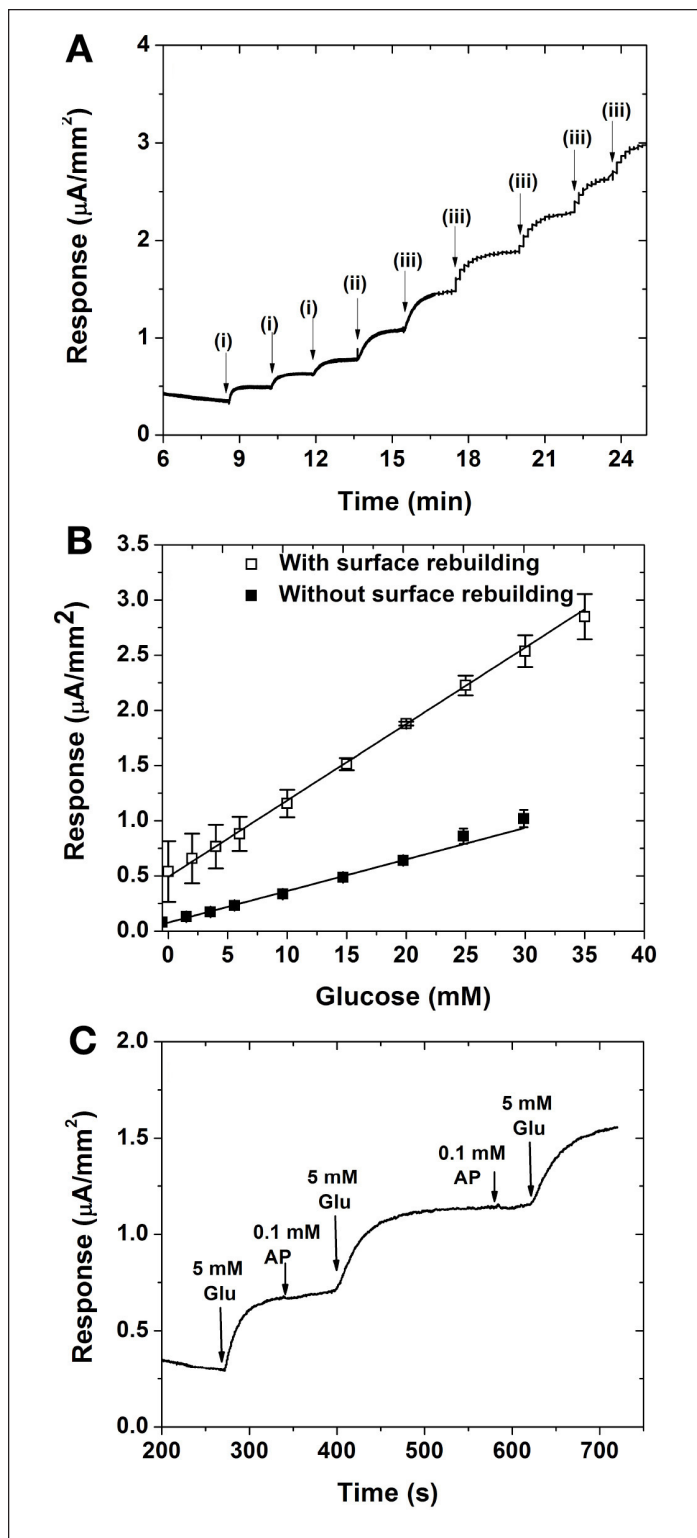 A
Response (µA/mm²)
4
3
2
1
0
(i)
(i)
(i)
(ii)
(iii)
(iii)
(iii)
(iii)
(iii)
6
9
12
15
18
21
24
Time (min)
B
Response (µA/mm²)
3.5
3.0
2.5
2.0
1.5
1.0
0.5
0.0
With surface rebuilding
Without surface rebuilding
0
5
10
15
20
25
30
35
40
Glucose (mM)
C
Response (µA/mm²)
2.0
1.5
1.0
0.5
0.0
5 mM
Glu
0.1 mM
AP
5 mM
Glu
0.1 mM
AP
5 mM
Glu
200
300
400
500
600
700
Time (s)